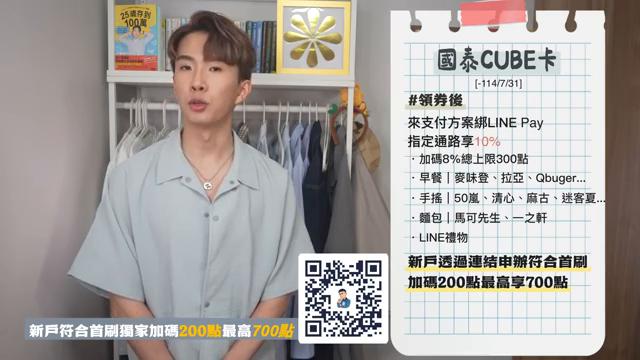 25歲存到
100萬
國泰CUBE卡
[-114/7/31]
#領券後
來支付方案綁LINE Pay
指定通路享10%
· 加碼8%總上限300點
· 早餐｜麥味登、拉亞、Qbuger...
· 手搖｜50嵐、清心、麻古、迷客夏...
· 麵包｜馬可先生、一之軒
· LINE禮物
新戶透過連結申辦符合首刷
加碼200點最高享700點
新戶符合首刷獨家加碼200點最高700點